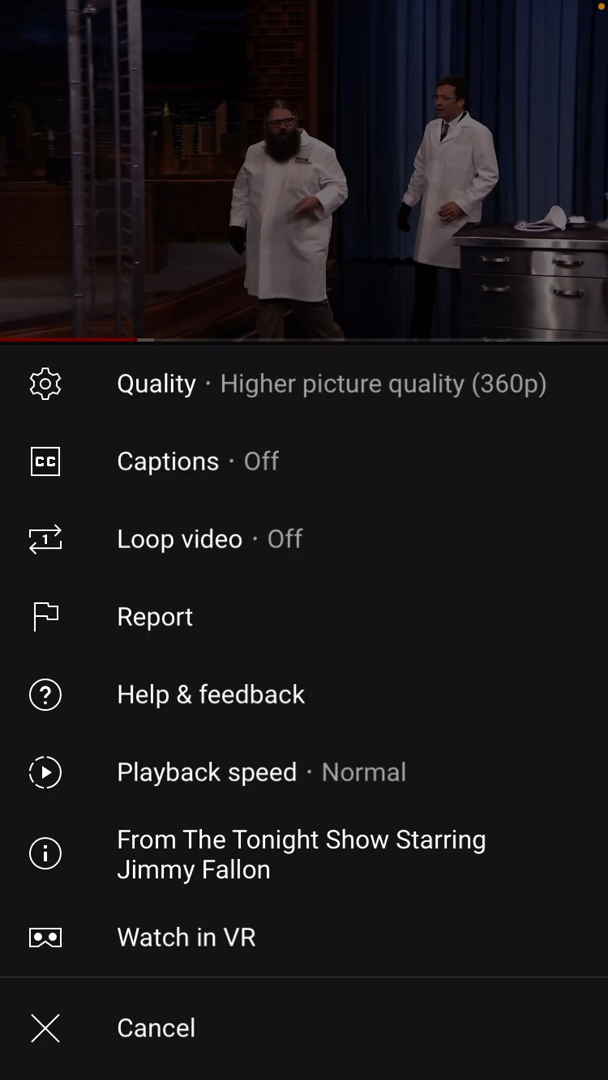 Quality · Higher picture quality (360p)
CC
Captions · Off
1
Loop video · Off
Report
?
Help & feedback
Playback speed · Normal
i
From The Tonight Show Starring
Jimmy Fallon
Watch in VR
Cancel